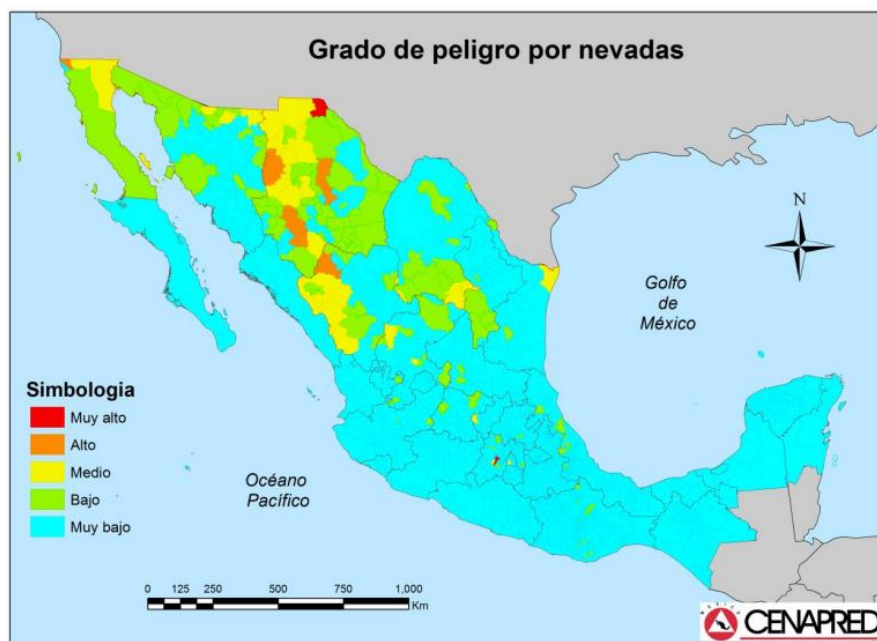 Grado de peligro por nevadas
N
Golfo
de
México
Simbologia
Muy alto
Alto
Medio
Bajo
Muy bajo
Océano
Pacífico
0 125 250 500 750 1,000
Km
MÉXICO
CENAPRED